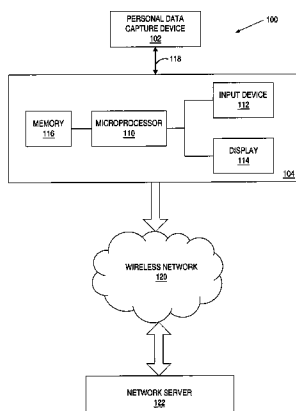 PERSONAL DATA
CAPTURE DEVICE
102
100
118
INPUT DEVICE
112
MEMORY
116
MICROPROCESSOR
110
DISPLAY
114
104
WIRELESS NETWORK
120
NETWORK SERVER
122